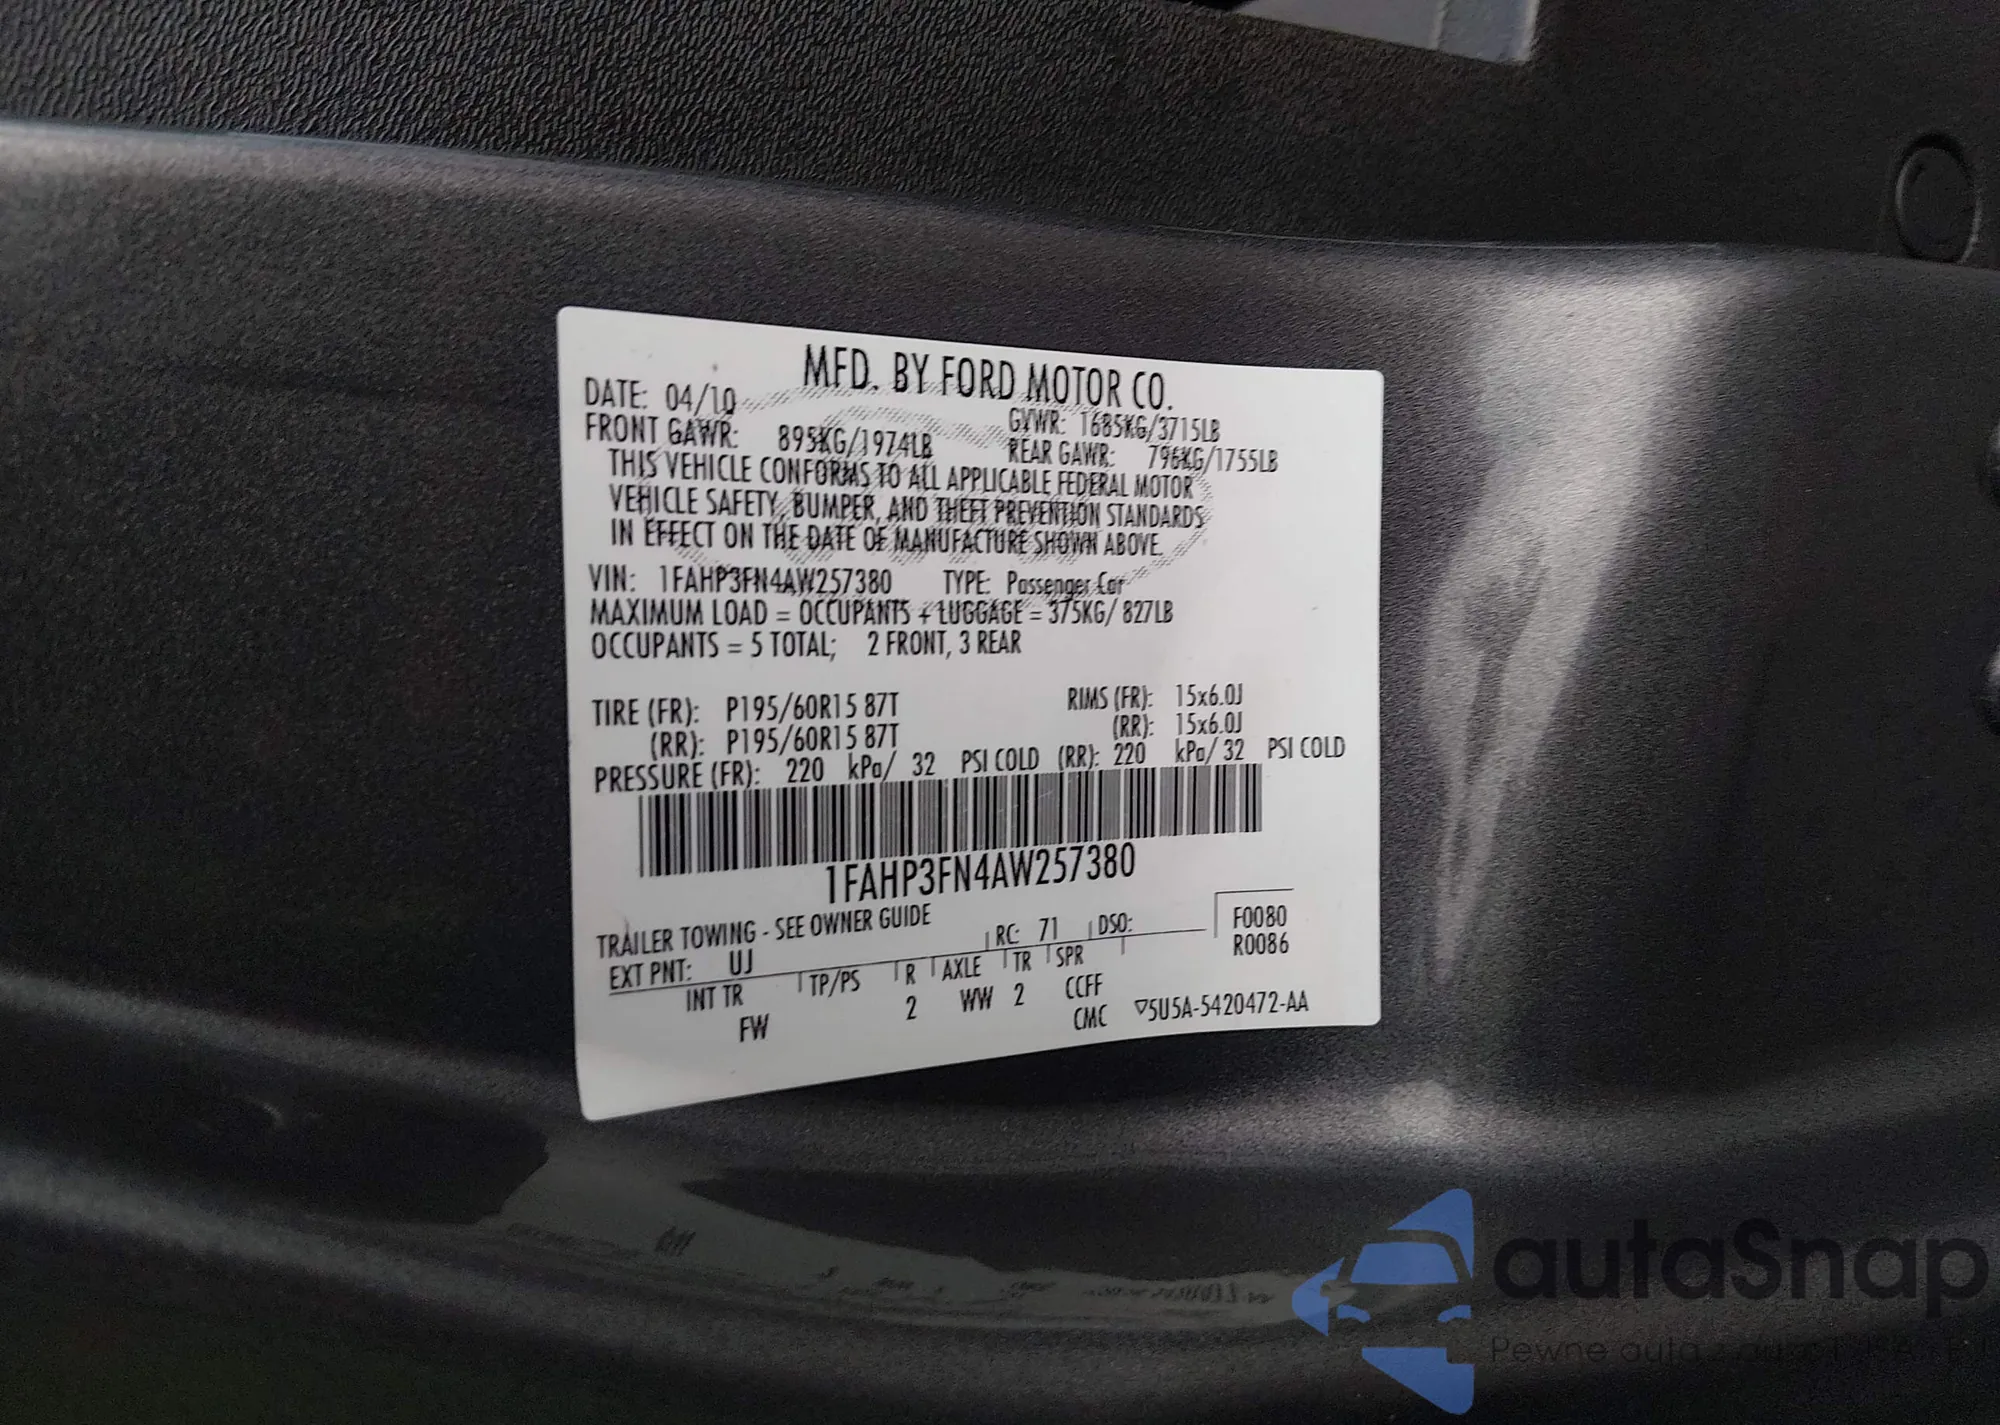 MFD. BY FORD MOTOR CO.
DATE: 04/10
GVWR: 1685KG/3715LB
FRONT GAWR: 895KG/1974LB REAR GAWR: 796KG/1755LB
THIS VEHICLE CONFORMS TO ALL APPLICABLE FEDERAL MOTOR
VEHICLE SAFETY, BUMPER, AND THEFT PREVENTION STANDARDS
IN EFFECT ON THE DATE OF MANUFACTURE SHOWN ABOVE.
VIN: 1FAHP3FN4AW257380 TYPE: Passenger Car
MAXIMUM LOAD = OCCUPANTS + LUGGAGE = 375KG/ 827LB
OCCUPANTS = 5 TOTAL; 2 FRONT, 3 REAR
TIRE (FR): P195/60R15 87T RIMS (FR): 15x6.0J
(RR): P195/60R15 87T (RR): 15x6.0J
PRESSURE (FR): 220 kPa/ 32 PSI COLD (RR): 220 kPa/ 32 PSI COLD
1FAHP3FN4AW257380
TRAILER TOWING - SEE OWNER GUIDE
EXT PNT: UJ RC: 71 DSO: F0080
R0086
INT TR TP/PS R AXLE TR SPR
FW 2 WW 2 CCFF
CMC ▽5U5A-5420472-AA
autaSnap
Pewne auta